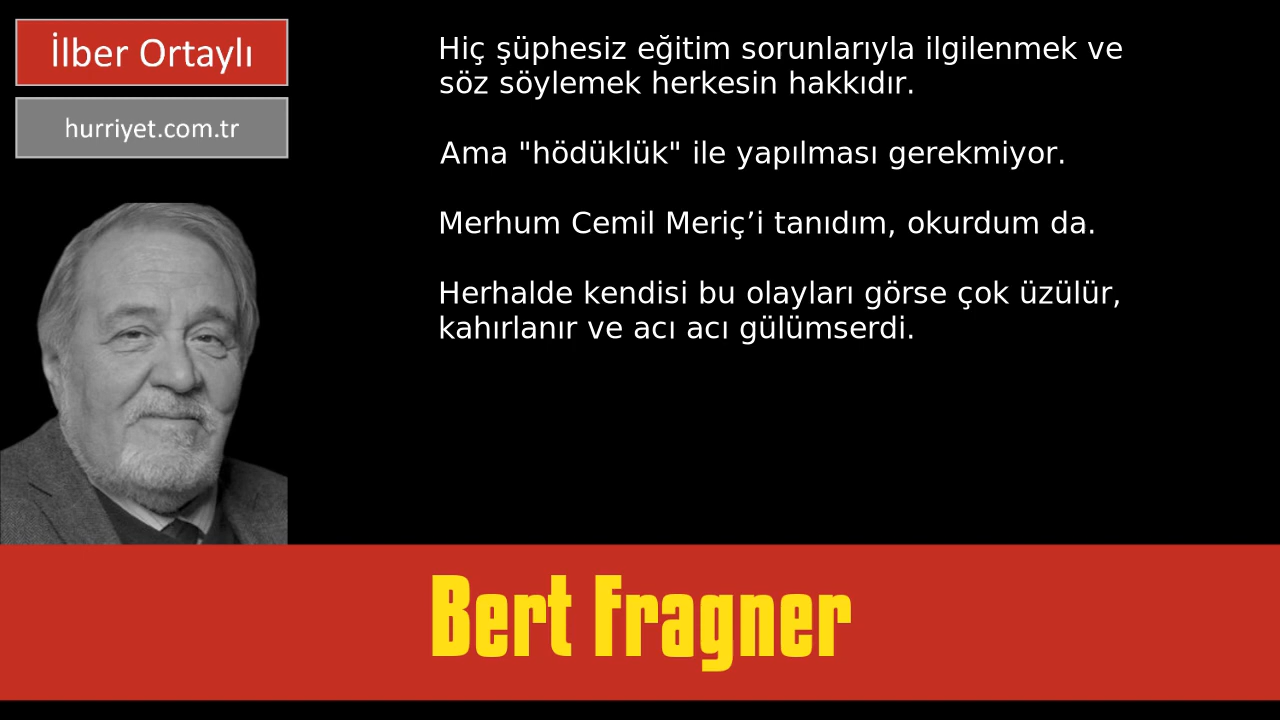 İlber Ortaylı
hurriyet.com.tr
Hiç şüphesiz eğitim sorunlarıyla ilgilenmek ve
söz söylemek herkesin hakkıdır.
Ama "hödüklük" ile yapılması gerekmiyor.
Merhum Cemil Meriç’i tanıdım, okurdum da.
Herhalde kendisi bu olayları görse çok üzülür,
kahırlanır ve acı acı gülümserdi.
Bert Fragner